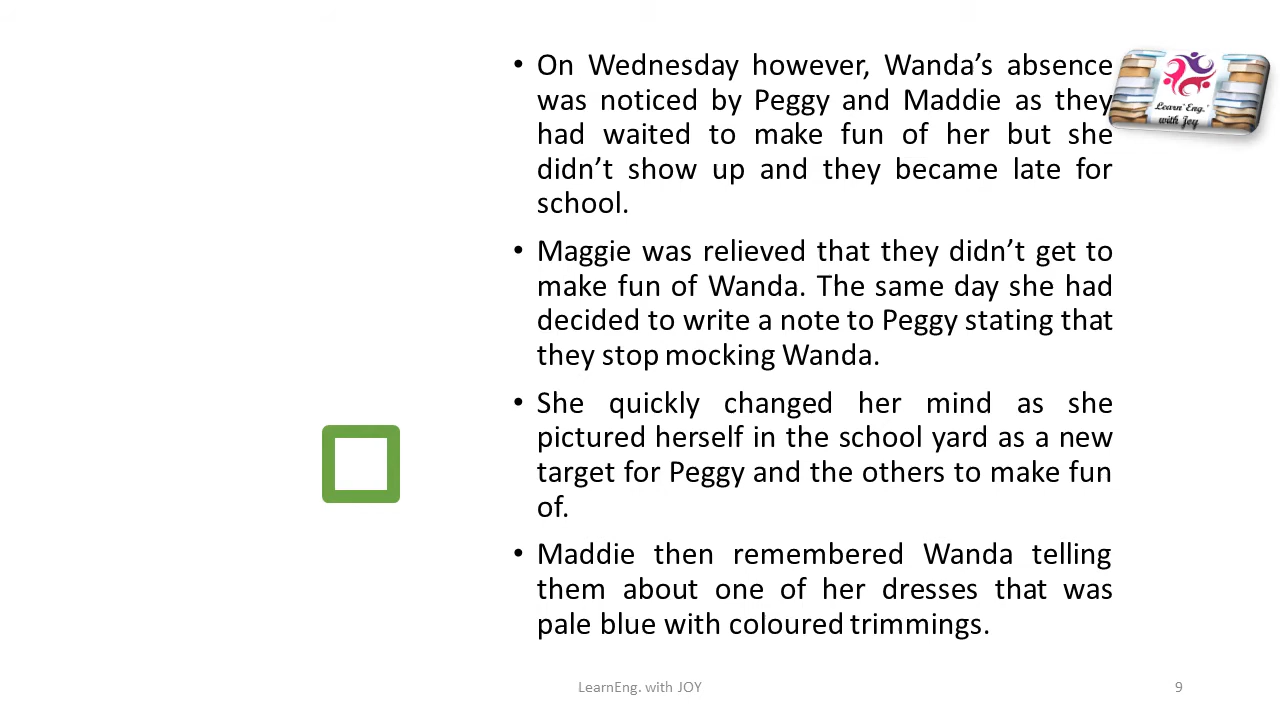 • On Wednesday however, Wanda’s absence
was noticed by Peggy and Maddie as they
had waited to make fun of her but she
didn’t show up and they became late for
school.
• Maggie was relieved that they didn’t get to
make fun of Wanda. The same day she had
decided to write a note to Peggy stating that
they stop mocking Wanda.
• She quickly changed her mind as she
pictured herself in the school yard as a new
target for Peggy and the others to make fun
of.
• Maddie then remembered Wanda telling
them about one of her dresses that was
pale blue with coloured trimmings.
Learn' Eng.'
with Joy
LearnEng. with JOY
9